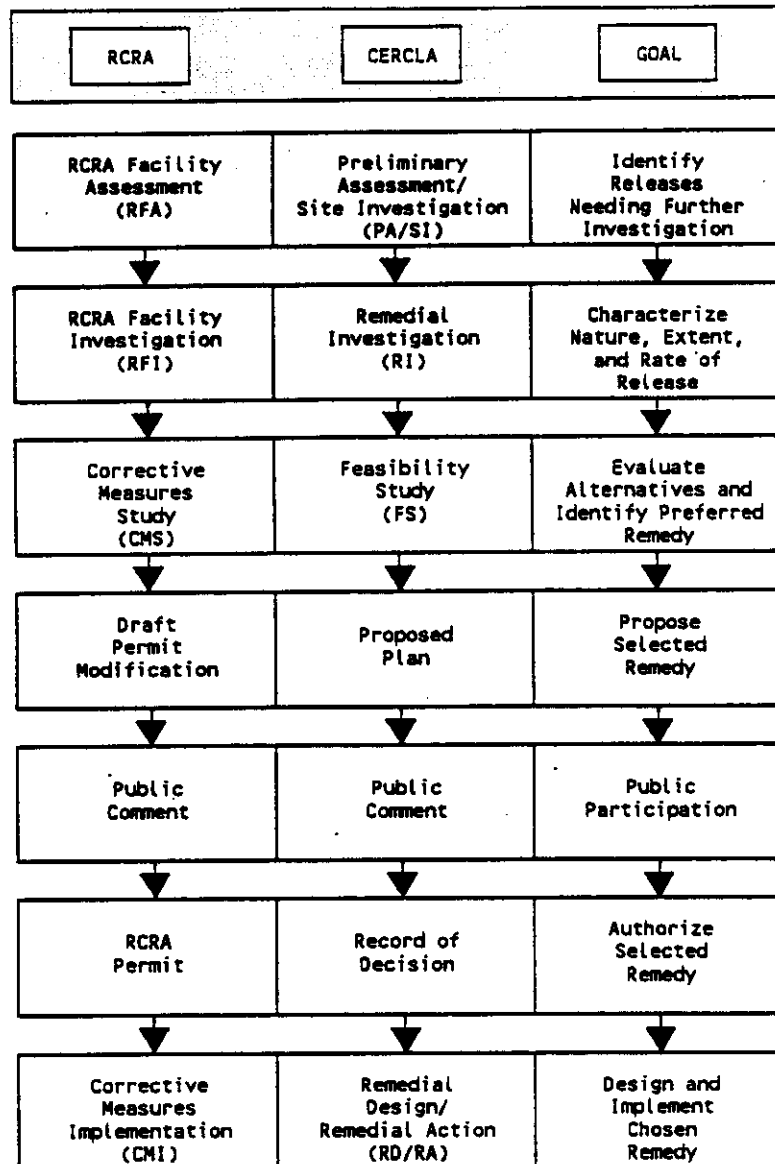 RCRA
CERCLA
GOAL
RCRA Facility
Assessment
(RFA)
Preliminary
Assessment/
Site Investigation
(PA/SI)
Identify
Releases
Needing Further
Investigation
RCRA Facility
Investigation
(RFI)
Remedial
Investigation
(RI)
Characterize
Nature, Extent,
and Rate of
Release
Corrective
Measures
Study
(CMS)
Feasibility
Study
(FS)
Evaluate
Alternatives and
Identify Preferred
Remedy
Draft
Permit
Modification
Proposed
Plan
Propose
Selected
Remedy
Public
Comment
Public
Comment
Public
Participation
RCRA
Permit
Record of
Decision
Authorize
Selected
Remedy
Corrective
Measures
Implementation
(CMI)
Remedial
Design/
Remedial Action
(RD/RA)
Design and
Implement
Chosen
Remedy